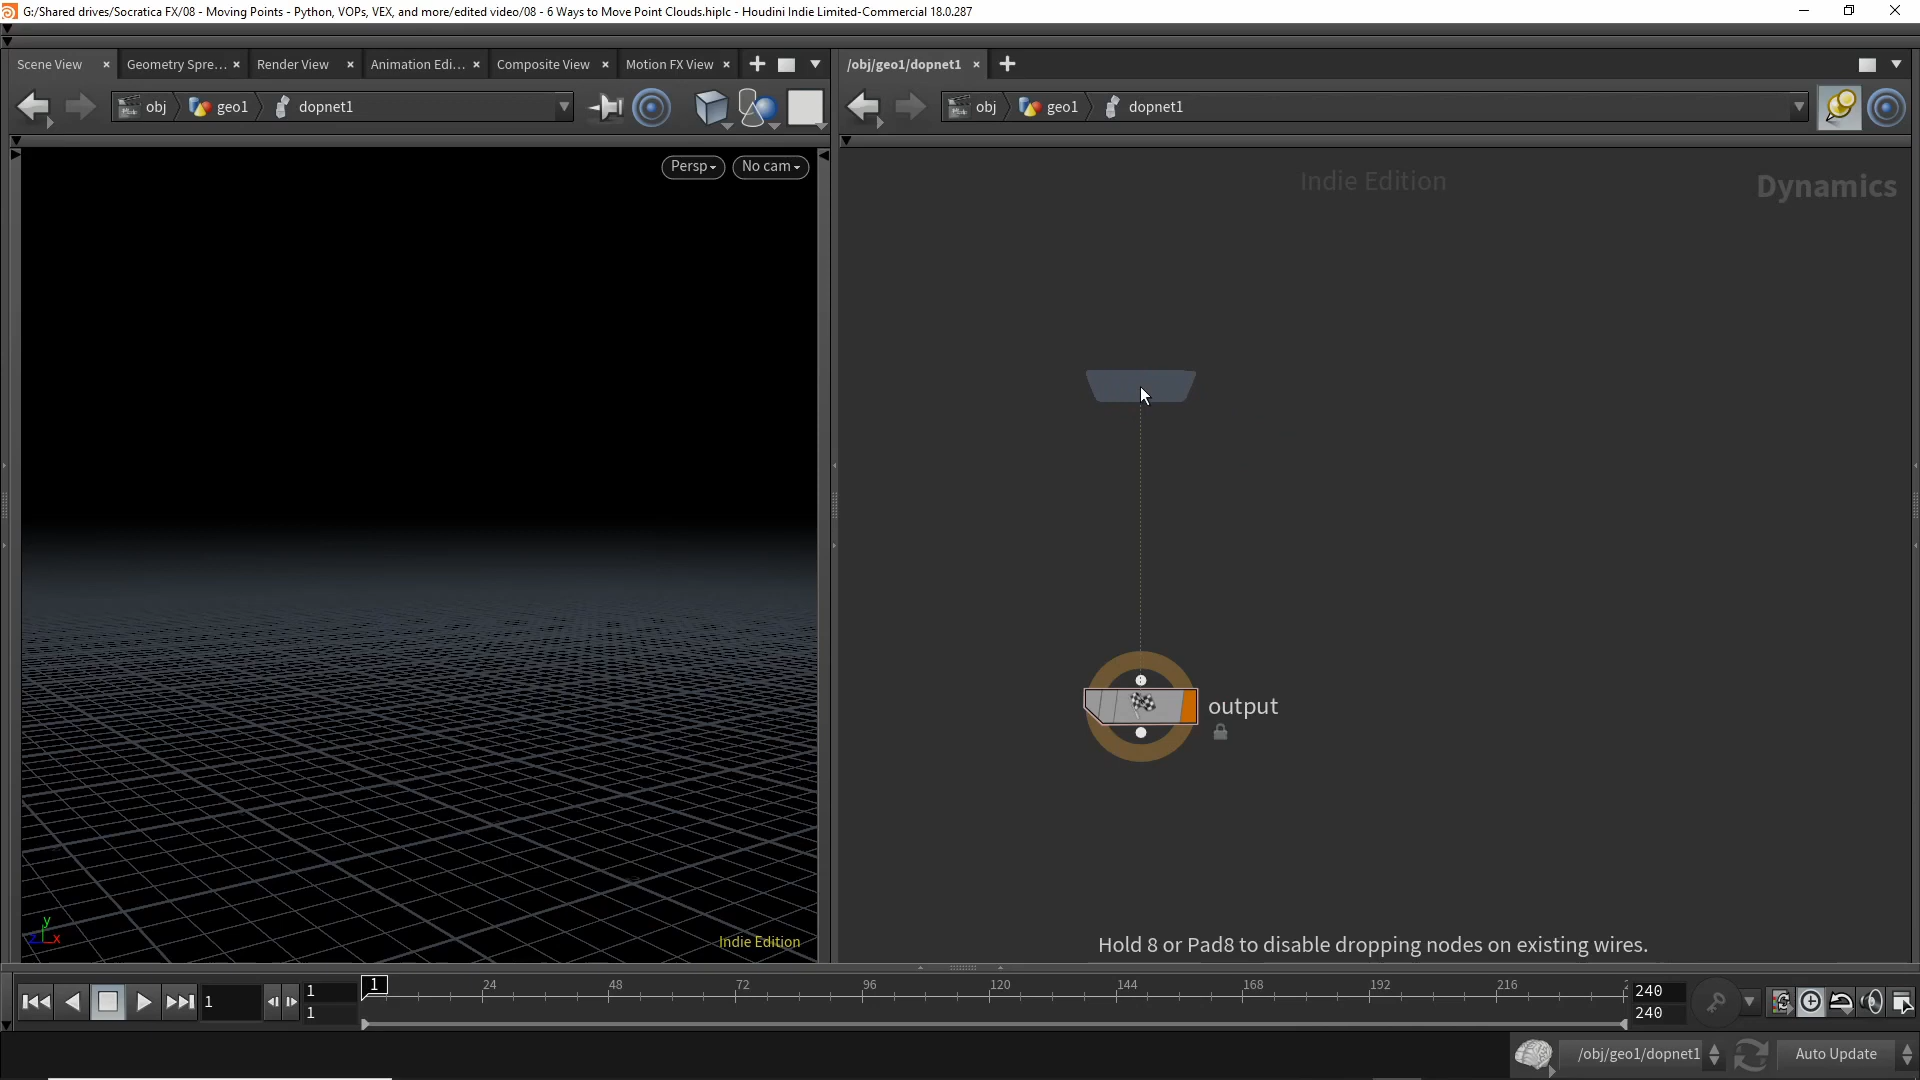 G:/Shared drives/Socratica FX/08 - Moving Points - Python, VOPs, VEX, and more/edited video/08 - 6 Ways to Move Point Clouds.hiplc - Houdini Indie Limited-Commercial 18.0.287
Scene View
Geometry Spre...
Render View
Animation Edi...
Composite View
Motion FX View
/obj/geo1/dopnet1
obj
geo1
dopnet1
obj
geo1
dopnet1
Persp
No cam
Indie Edition
Dynamics
output
y
z
x
Indie Edition
Hold 8 or Pad8 to disable dropping nodes on existing wires.
1
1
1
1
24
48
72
96
120
144
168
192
216
2
240
240
/obj/geo1/dopnet1
Auto Update